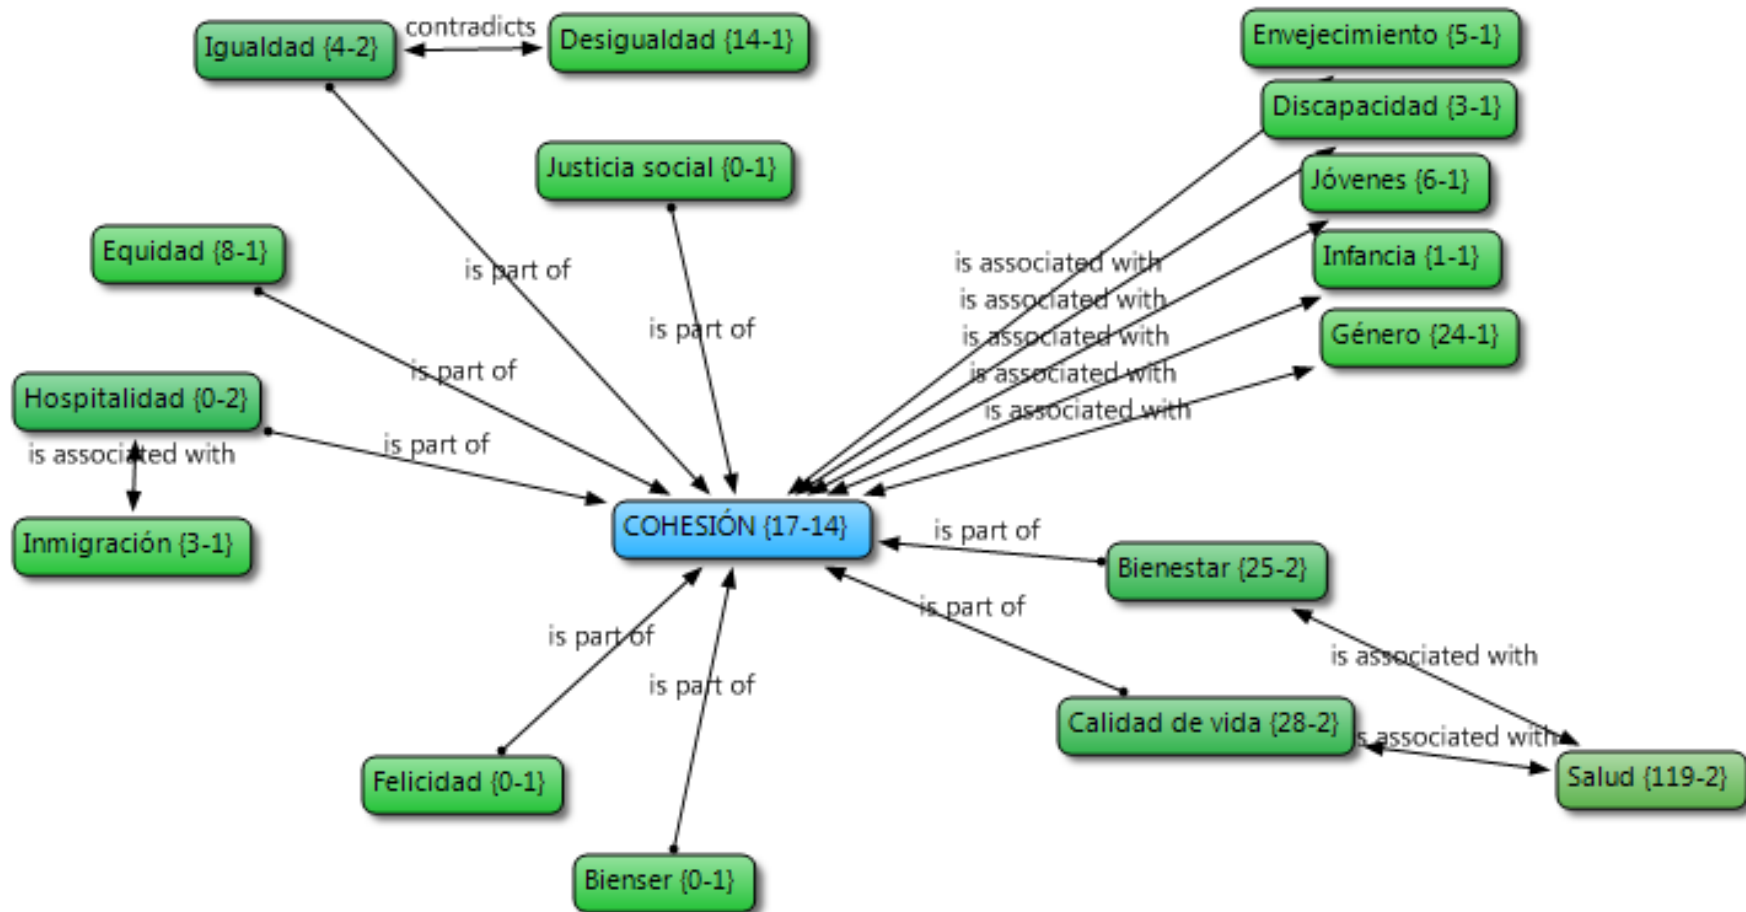 Igualdad {4-2}
contradicts
Desigualdad {14-1}
Envejecimiento {5-1}
Discapacidad {3-1}
Justicia social {0-1}
Jóvenes {6-1}
Equidad {8-1}
Infancia {1-1}
is part of
is associated with
is associated with
is part of
is associated with
Género {24-1}
is part of
is associated with
Hospitalidad {0-2}
is associated with
is part of
is associated with
COHESIÓN {17-14}
is part of
Inmigración {3-1}
Bienestar {25-2}
is part of
is part of
is associated with
is part of
Calidad de vida {28-2}
is associated with
Felicidad {0-1}
Salud {119-2}
Bienser {0-1}